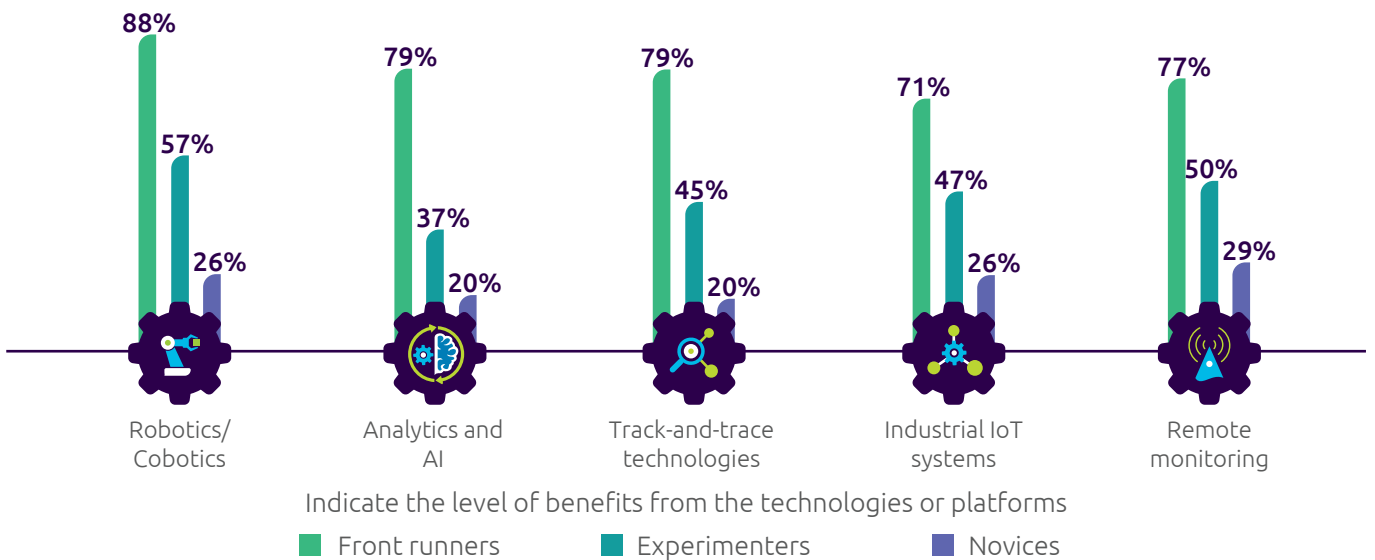 88%
57%
26%
79%
37%
20%
79%
45%
20%
71%
47%
26%
77%
50%
29%
Robotics/
Cobotics
Analytics and
AI
Track-and-trace
technologies
Industrial IoT
systems
Remote
monitoring
Indicate the level of benefits from the technologies or platforms
Front runners
Experimenters
Novices